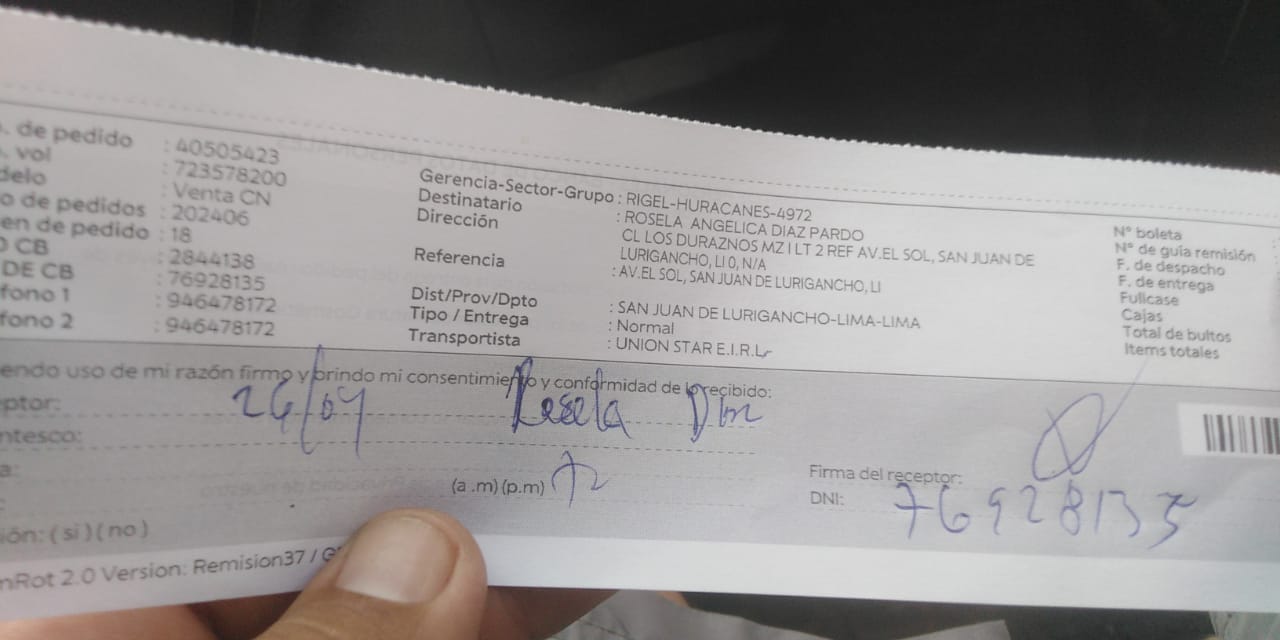 . de pedido : 40505423
. vol : 723578200
delo : Venta CN
o de pedidos : 202406
en de pedido : 18
O CB : 2844138
DE CB : 76928135
fono 1 : 946478172
fono 2 : 946478172
Gerencia-Sector-Grupo : RIGEL-HURACANES-4972
Destinatario : ROSELA ANGELICA DIAZ PARDO
Dirección : CL LOS DURAZNOS MZ I LT 2 REF AV.EL SOL, SAN JUAN DE
LURIGANCHO, LI 0, N/A
Referencia : AV.EL SOL, SAN JUAN DE LURIGANCHO, LI
Dist/Prov/Dpto : SAN JUAN DE LURIGANCHO-LIMA-LIMA
Tipo / Entrega : Normal
Transportista : UNION STAR E.I.R.L.
N° boleta :
N° de guía remisión :
F. de despacho
F. de entrega
Fullcase
Cajas
Total de bultos
Items totales
endo uso de mi razón firmo y brindo mi consentimiento y conformidad de lo recibido:
ptor: 26/04 Rosela
ntesco:
a: (a .m) (p.m)
Firma del receptor:
DNI: 76928135
:
ión: ( si ) ( no )
nRot 2.0 Version: Remision37 / G